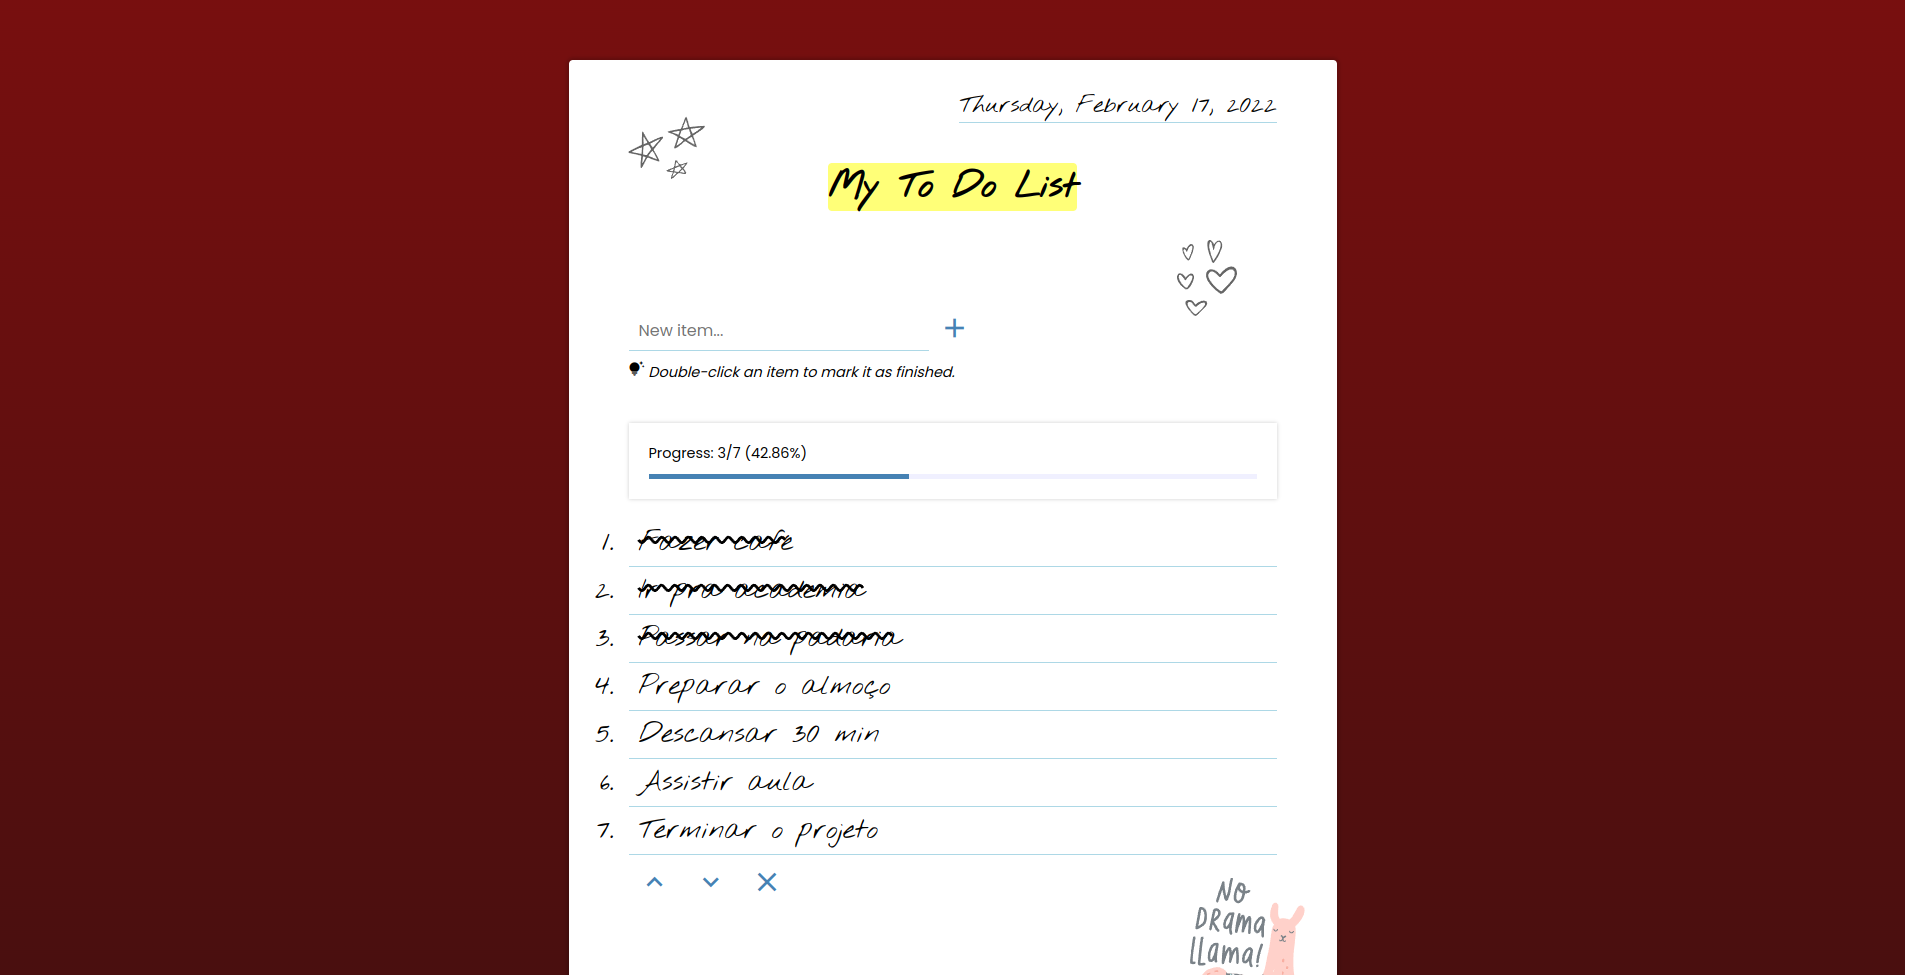 Thursday, February 17, 2022
My To Do List
New item...
Double-click an item to mark it as finished.
Progress: 3/7 (42.86%)
1. Fazer café
2. Ir pra academia
3. Passar na padaria
4. Preparar o almoço
5. Descansar 30 min
6. Assistir aula
7. Terminar o projeto
NO
DRama
LLama!